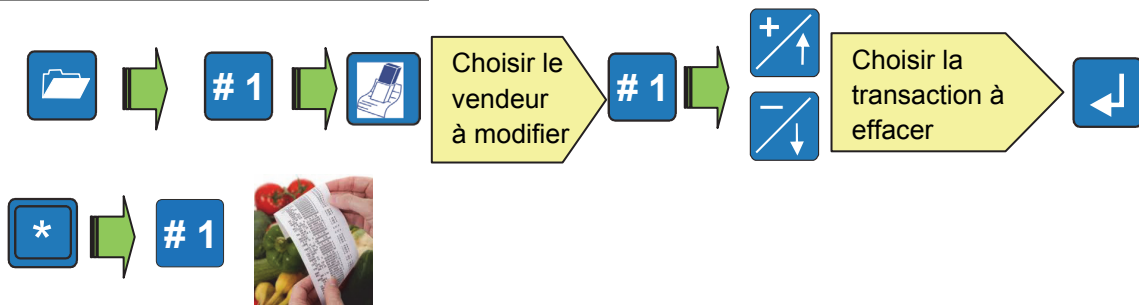 # 1
Choisir le
vendeur
à modifier
# 1
+
−
Choisir la
transaction à
effacer
*
# 1